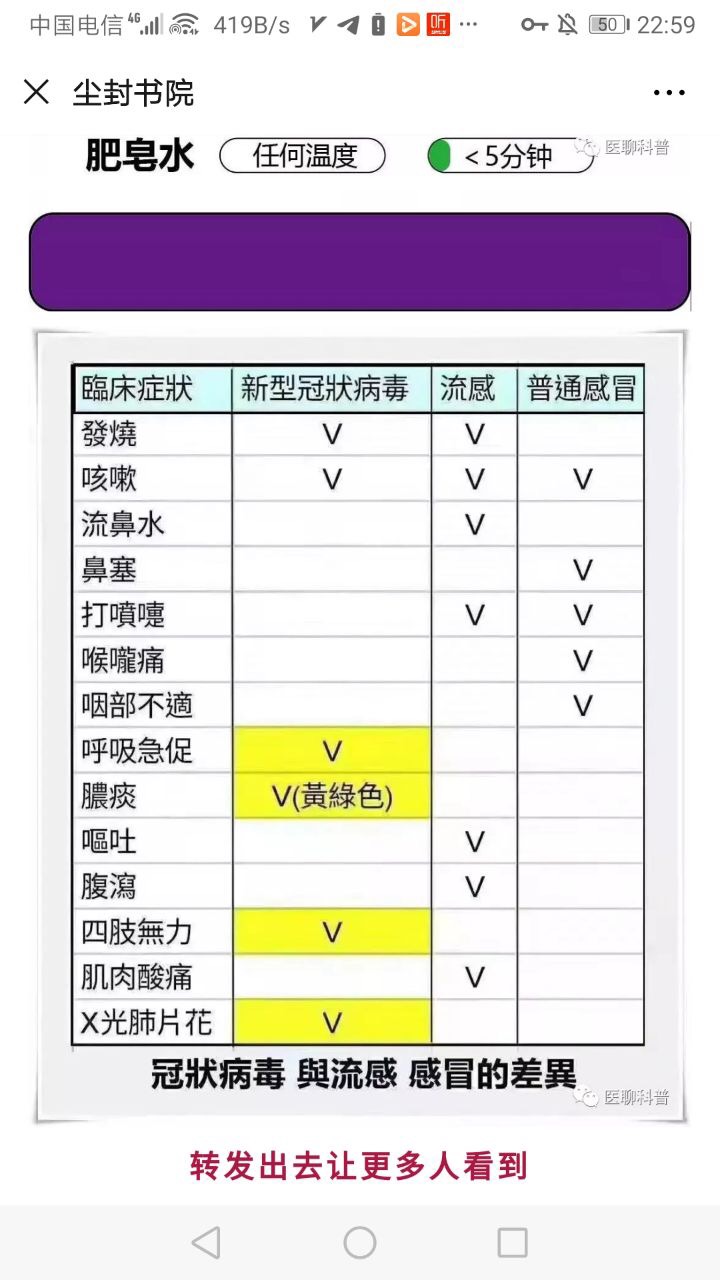 中国电信 4G 419B/s 听 ··· 50 22:59
尘封书院 ···
肥皂水 任何温度 <5分钟 医聊科普
臨床症狀 新型冠狀病毒 流感 普通感冒
發燒 V V
咳嗽 V V V
流鼻水 V
鼻塞 V
打噴嚏 V V
喉嚨痛 V
咽部不適 V
呼吸急促 V
膿痰 V(黃綠色)
嘔吐 V
腹瀉 V
四肢無力 V
肌肉酸痛 V
X光肺片花 V
冠狀病毒 與流感 感冒的差異
医聊科普
转发出去让更多人看到